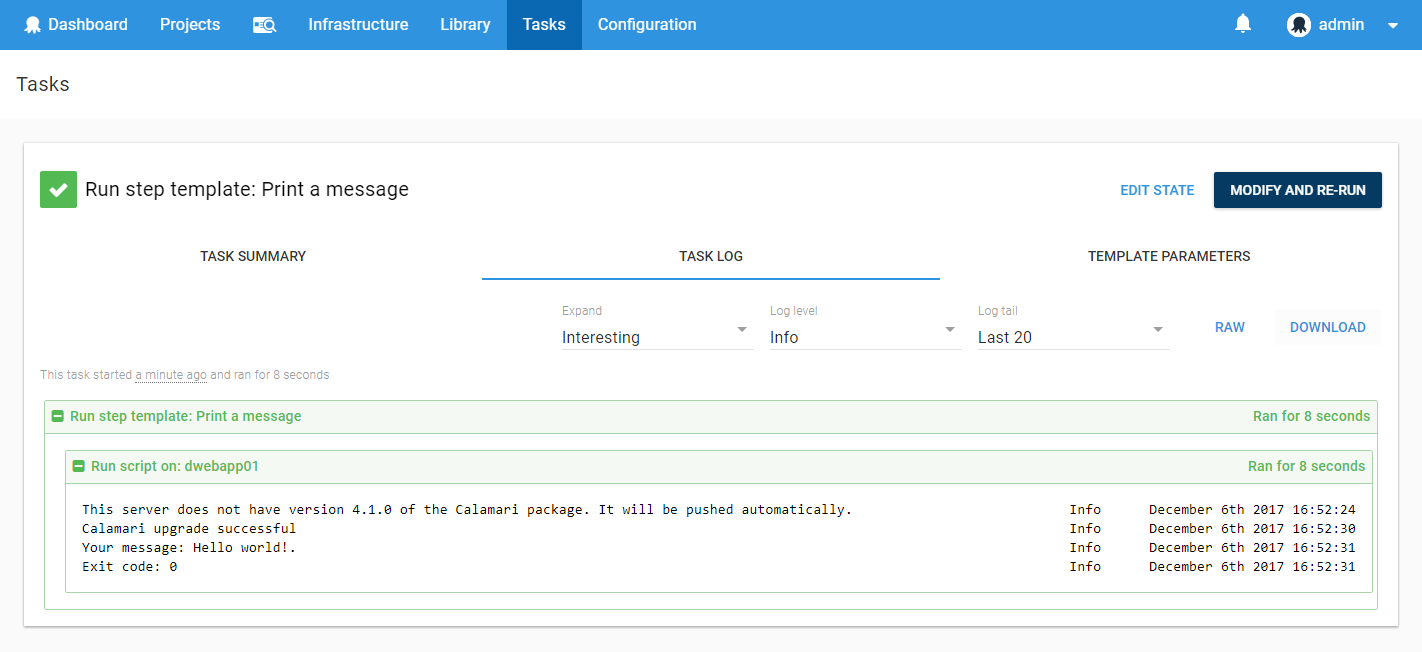 Dashboard Projects Infrastructure Library Tasks Configuration admin
Tasks
Run step template: Print a message EDIT STATE MODIFY AND RE-RUN
TASK SUMMARY TASK LOG TEMPLATE PARAMETERS
Expand Log level Log tail
Interesting Info Last 20 RAW DOWNLOAD
This task started a minute ago and ran for 8 seconds
Run step template: Print a message Ran for 8 seconds
Run script on: dwebapp01 Ran for 8 seconds
This server does not have version 4.1.0 of the Calamari package. It will be pushed automatically. Info December 6th 2017 16:52:24
Calamari upgrade successful Info December 6th 2017 16:52:30
Your message: Hello world!. Info December 6th 2017 16:52:31
Exit code: 0 Info December 6th 2017 16:52:31